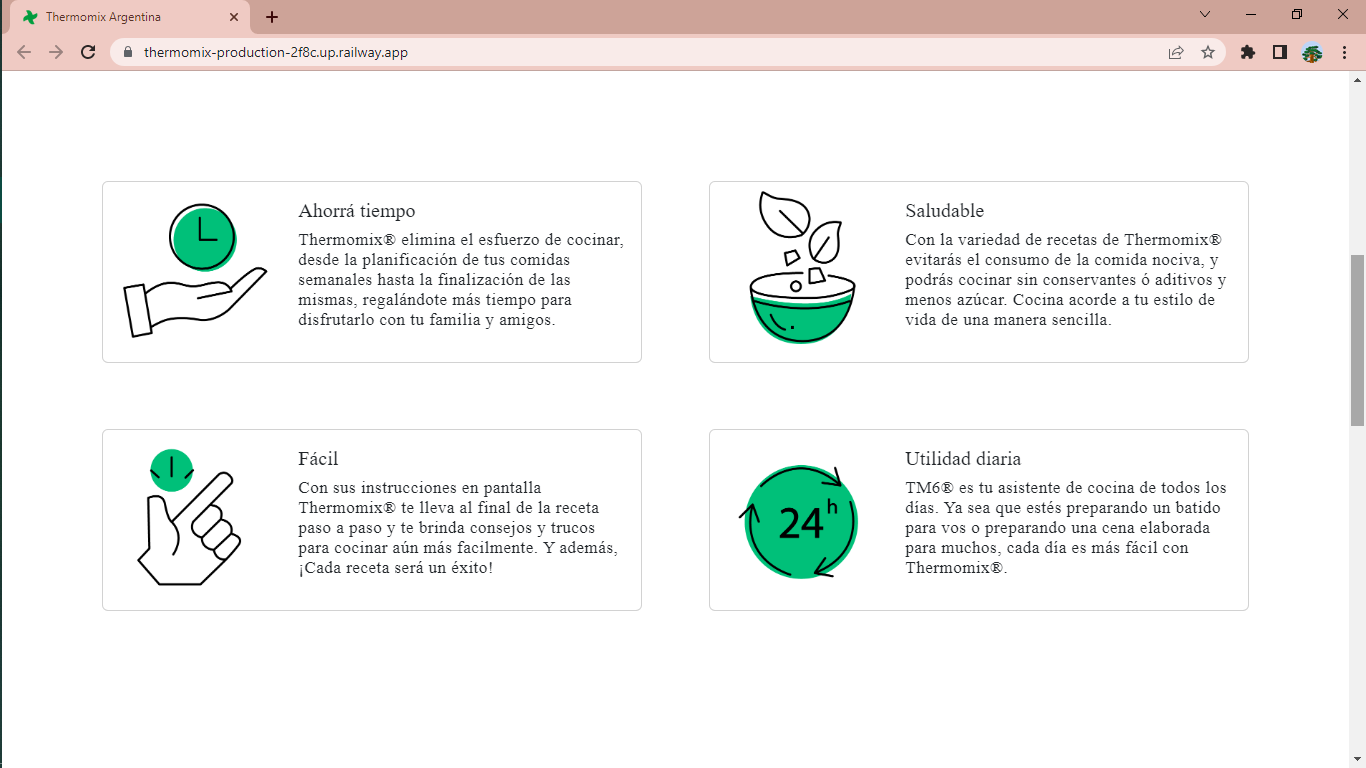 Thermomix Argentina
thermomix-production-2f8c.up.railway.app
Ahorrá tiempo
Thermomix® elimina el esfuerzo de cocinar,
desde la planificación de tus comidas
semanales hasta la finalización de las
mismas, regalándote más tiempo para
disfrutarlo con tu familia y amigos.
Saludable
Con la variedad de recetas de Thermomix®
evitarás el consumo de la comida nociva, y
podrás cocinar sin conservantes ó aditivos y
menos azúcar. Cocina acorde a tu estilo de
vida de una manera sencilla.
Fácil
Con sus instrucciones en pantalla
Thermomix® te lleva al final de la receta
paso a paso y te brinda consejos y trucos
para cocinar aún más facilmente. Y además,
¡Cada receta será un éxito!
24h
Utilidad diaria
TM6® es tu asistente de cocina de todos los
días. Ya sea que estés preparando un batido
para vos o preparando una cena elaborada
para muchos, cada día es más fácil con
Thermomix®.